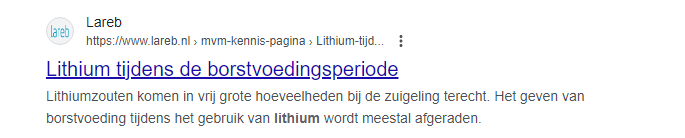 lareb
Lareb
https://www.lareb.nl › mvm-kennis-pagina › Lithium-tijd...
Lithium tijdens de borstvoedingsperiode
Lithiumzouten komen in vrij grote hoeveelheden bij de zuigeling terecht. Het geven van
borstvoeding tijdens het gebruik van lithium wordt meestal afgeraden.